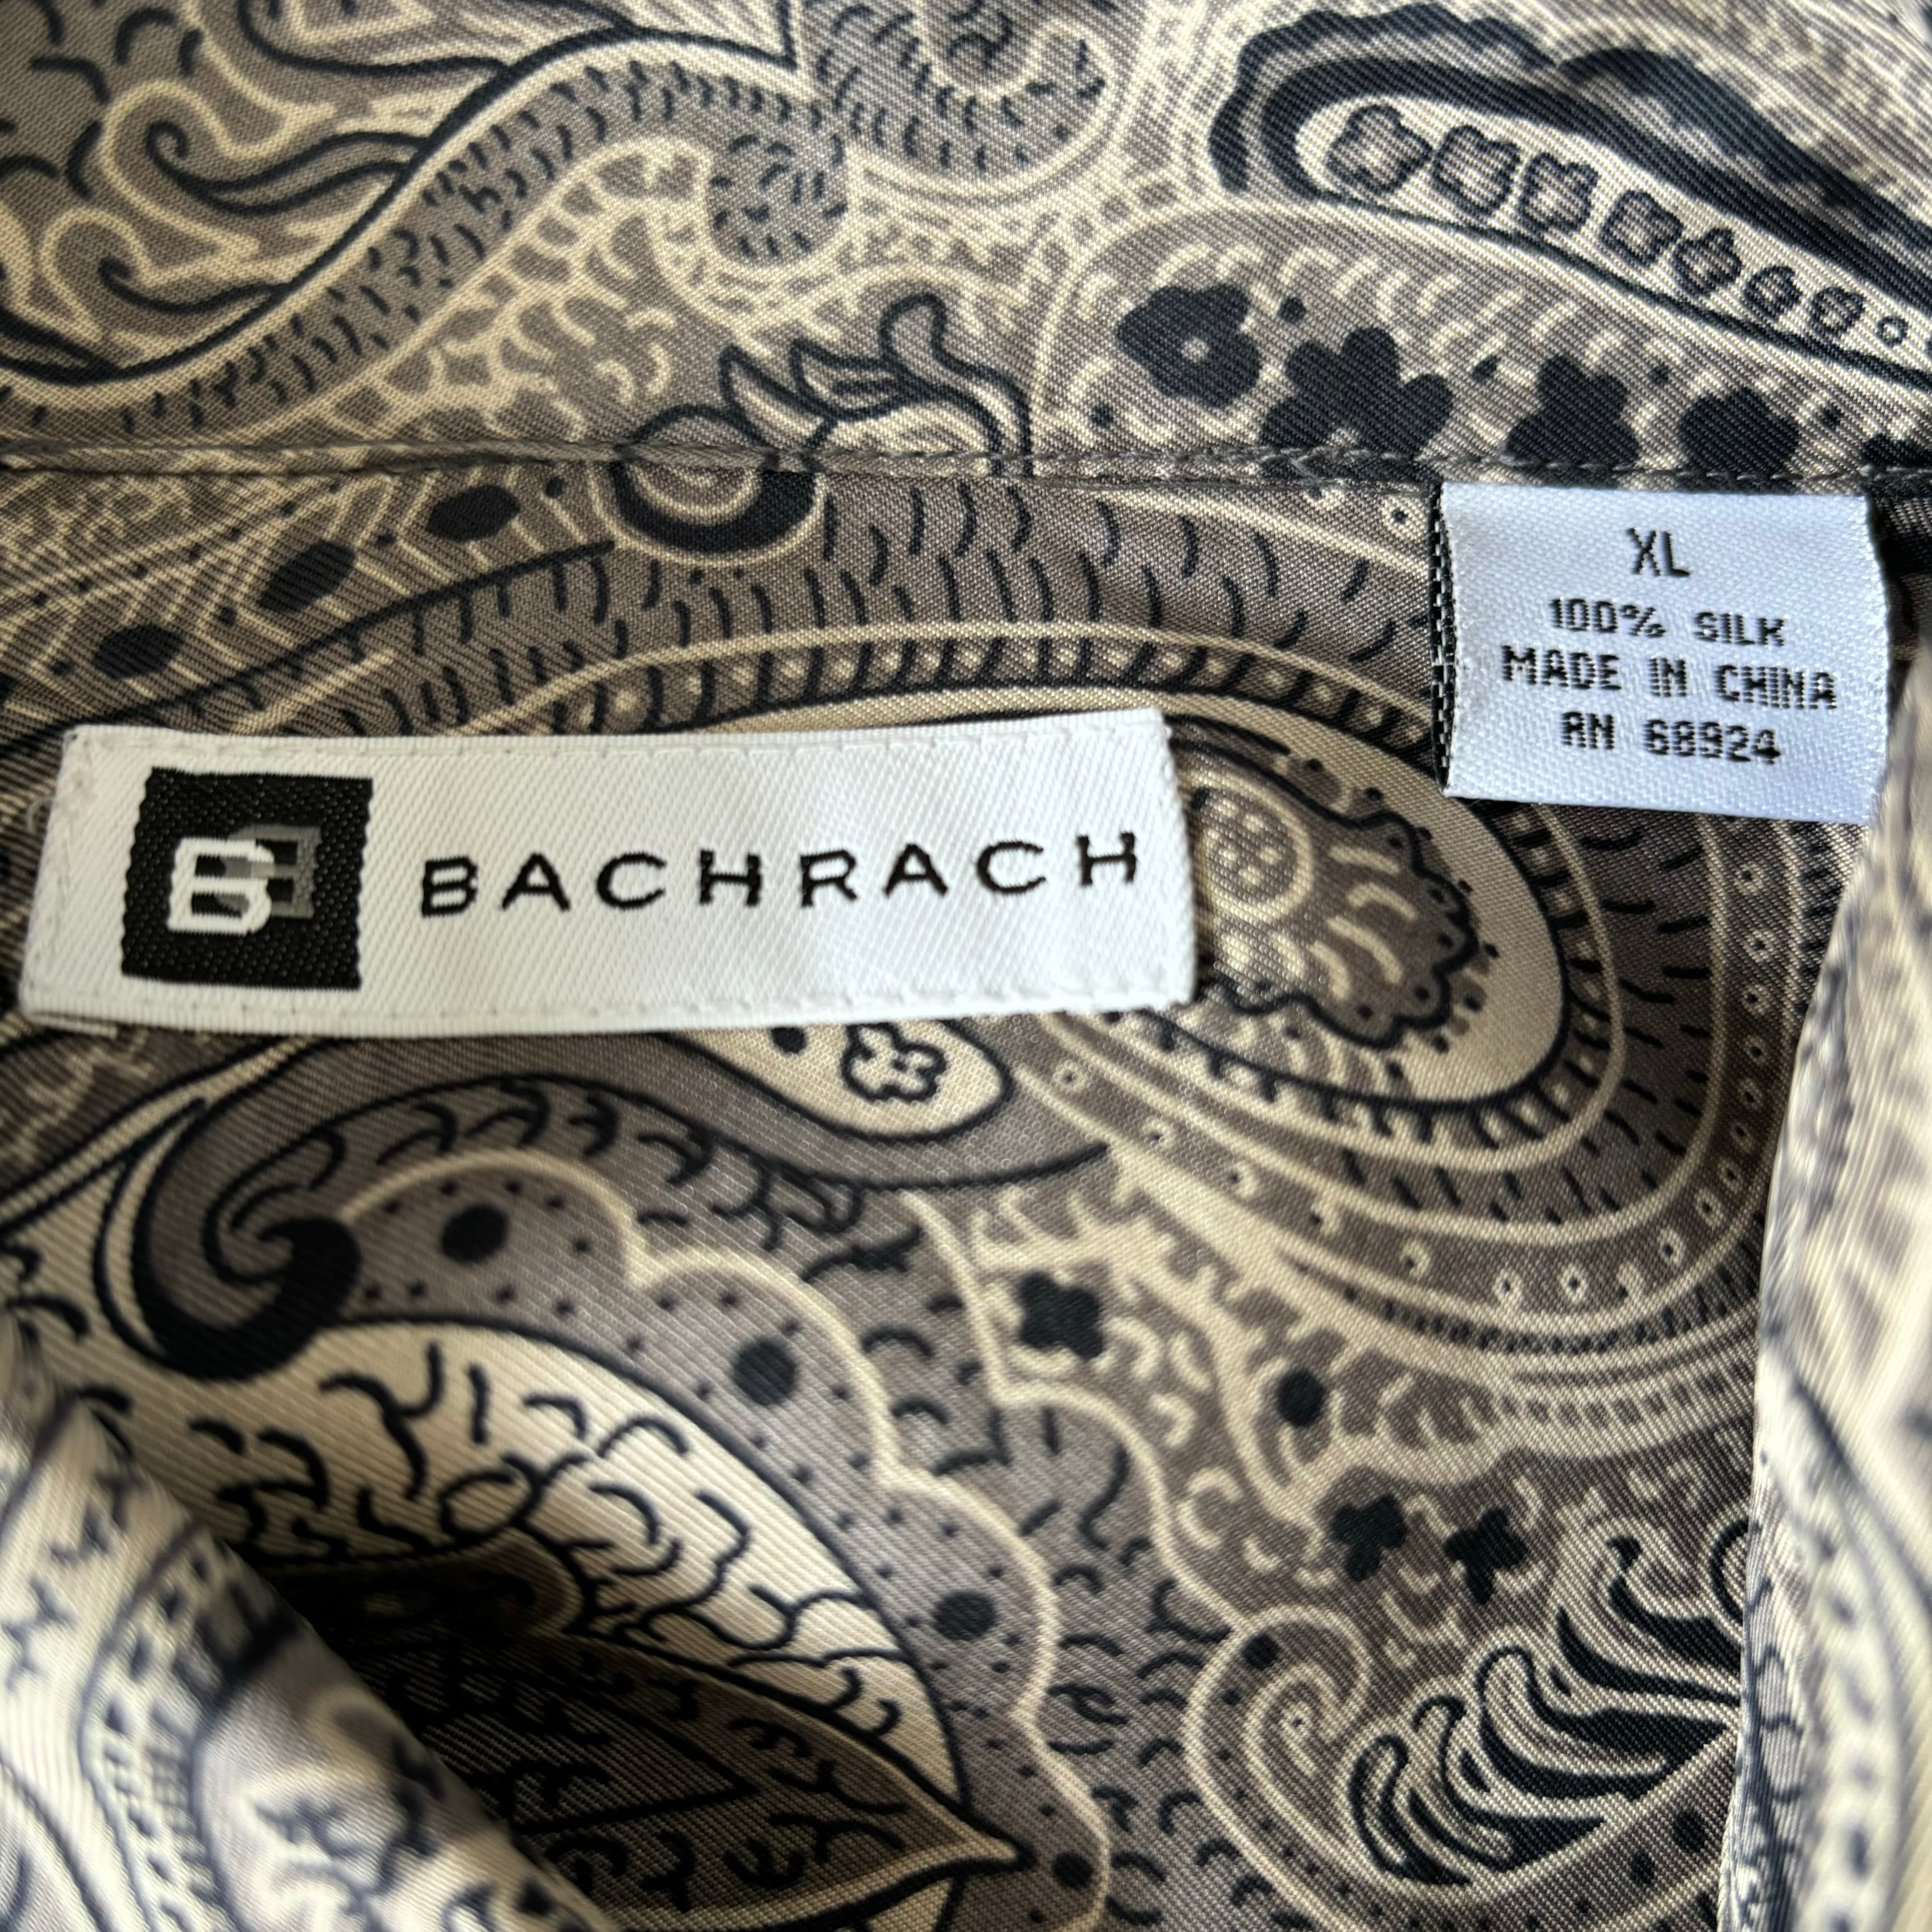 XL
100% SILK
MADE IN CHINA
RN 68924
B BACHRACH